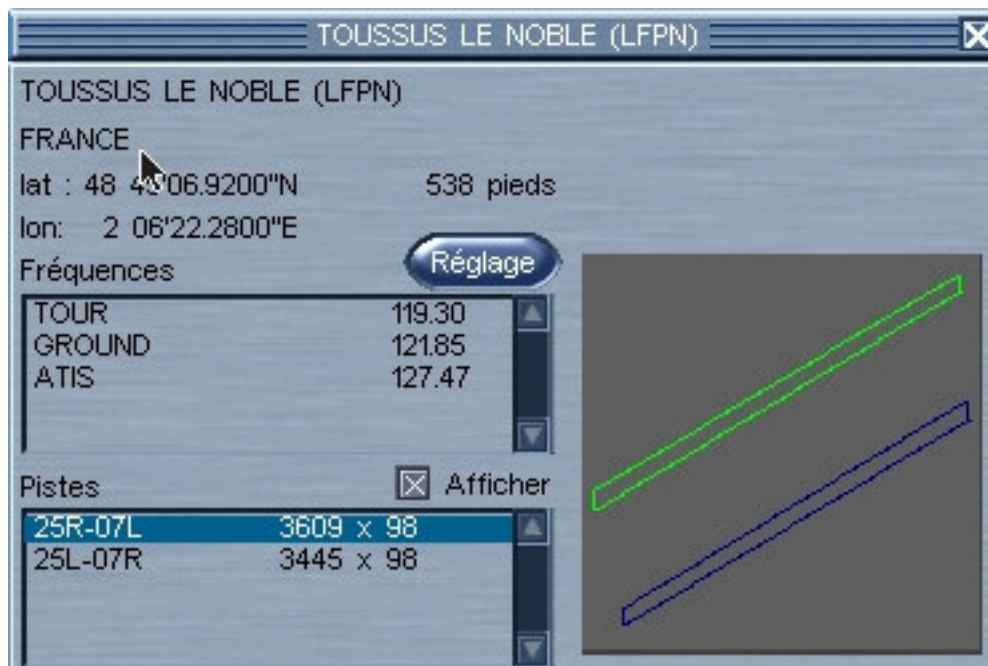 TOUSSUS LE NOBLE (LFPN)
TOUSSUS LE NOBLE (LFPN)
FRANCE
lat : 48 06.9200"N 538 pieds
lon: 2 06'22.2800"E
Réglage
Fréquences
TOUR 119.30
GROUND 121.85
ATIS 127.47
Pistes Afficher
25R-07L 3609 x 98
25L-07R 3445 x 98